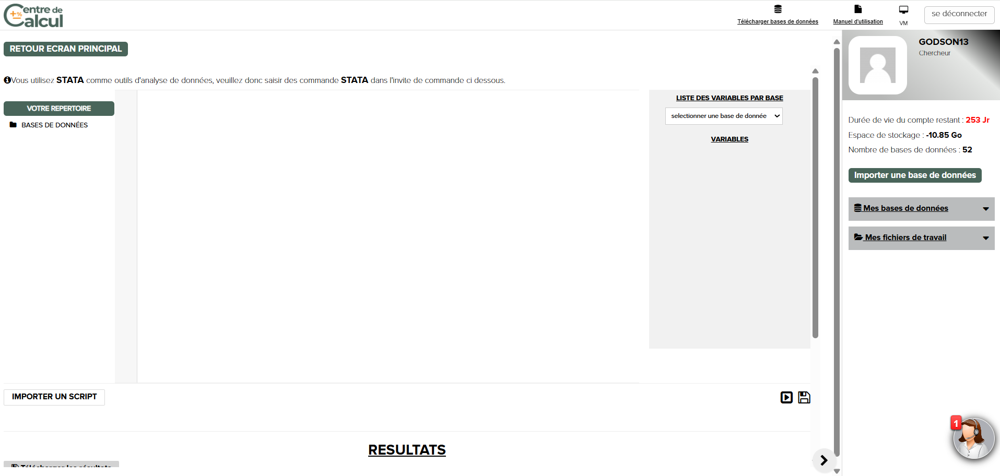 Centre de Calcul
Télécharger bases de données
Manuel d'utilisation
VM
se déconnecter
RETOUR ECRAN PRINCIPAL
Vous utilisez STATA comme outils d'analyse de données, veuillez donc saisir des commande STATA dans l'invite de commande ci dessous.
VOTRE REPERTOIRE
BASES DE DONNÉES
LISTE DES VARIABLES PAR BASE
selectionner une base de donnée
VARIABLES
IMPORTER UN SCRIPT
RESULTATS
Télécharger les résultats
GODSON13
Chercheur
Durée de vie du compte restant : 253 Jr
Espace de stockage : -10.85 Go
Nombre de bases de données : 52
Importer une base de données
Mes bases de données
Mes fichiers de travail
1